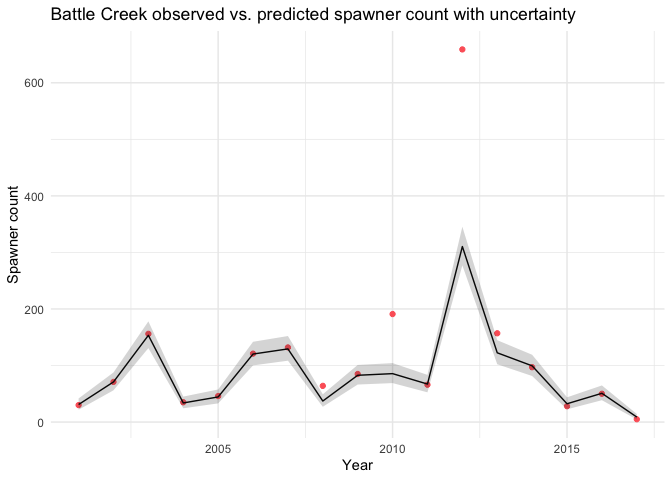 Battle Creek observed vs. predicted spawner count with uncertainty
600
400
200
0
Spawner count
2005
2010
2015
Year